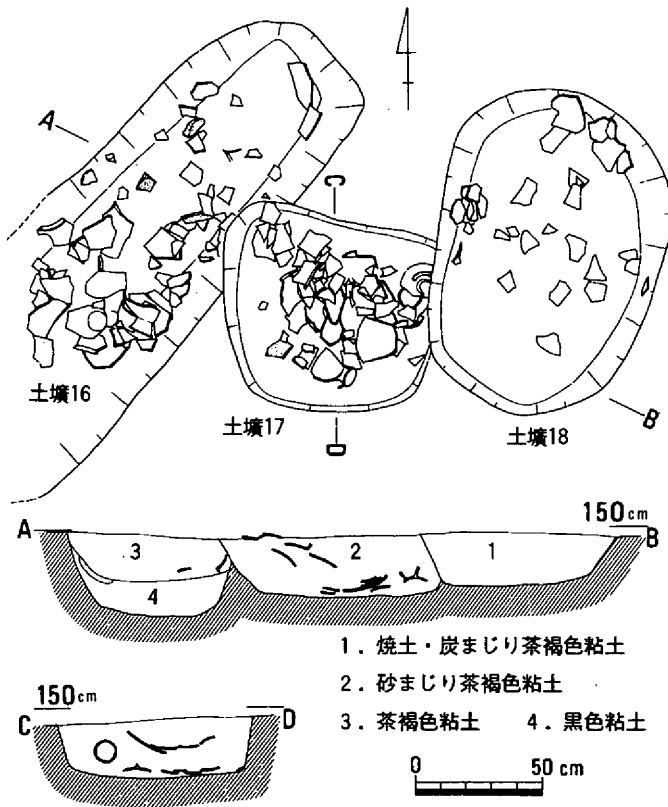 A
C
土壙16
土壙17
D
土壙18
B
A
150cm
B
3
2
1
4
1．焼土・炭まじり茶褐色粘土
2．砂まじり茶褐色粘土
3．茶褐色粘土　4．黒色粘土
150cm
C
D
0　50 cm